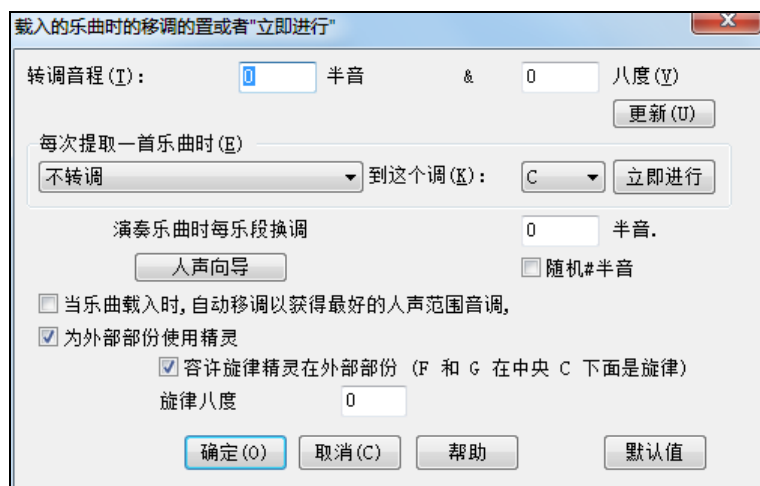 载入的乐曲时的移调的置或者"立即进行"
转调音程(T): 0 半音 & 0 八度(V)
更新(U)
每次提取一首乐曲时(E)
不转调 到这个调(K): C 立即进行
演奏乐曲时每乐段换调 0 半音.
人声向导 随机#半音
当乐曲载入时,自动移调以获得最好的人声范围音调,
为外部部份使用精灵
容许旋律精灵在外部部份 (F 和 G 在中央 C 下面是旋律)
旋律八度 0
确定(O) 取消(C) 帮助 默认值